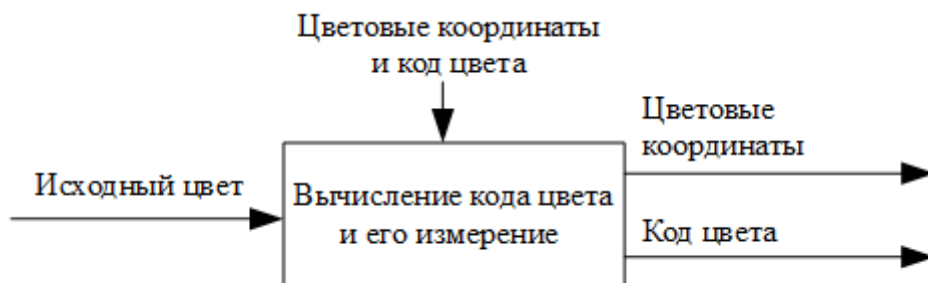 Цветовые координаты
и код цвета
Цветовые
координаты
Исходный цвет
Вычисление кода цвета
и его измерение
Код цвета